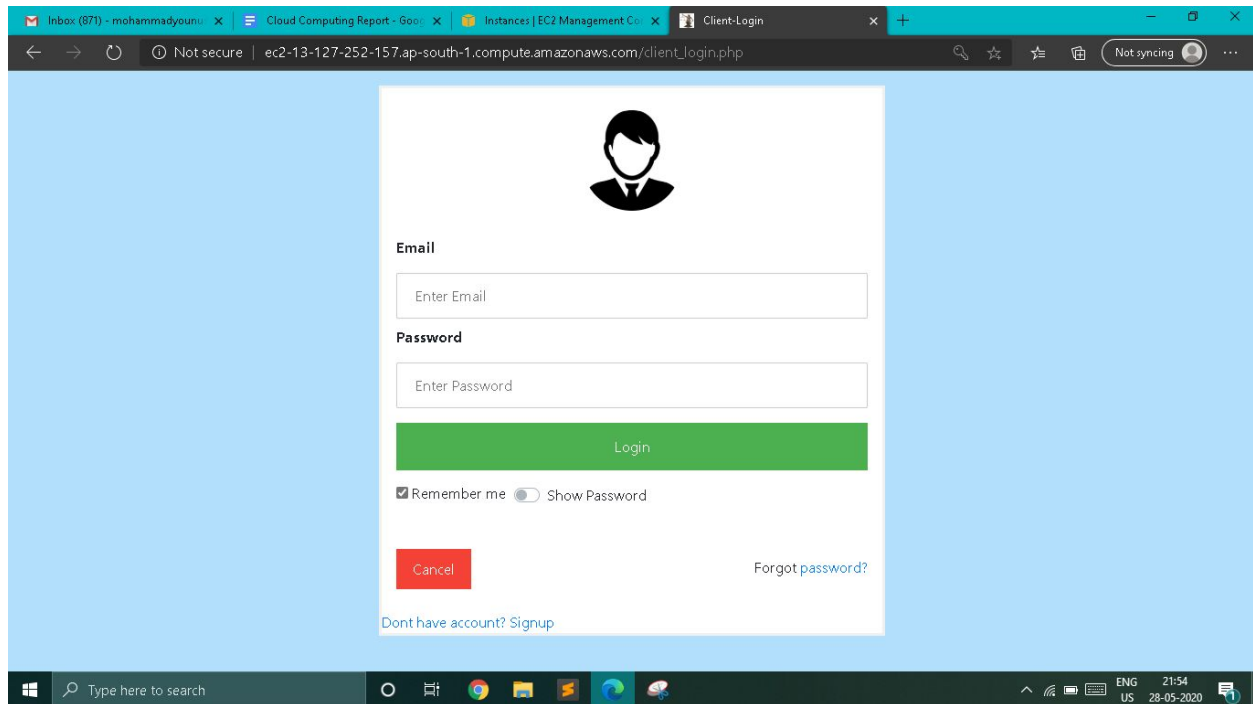 Inbox (871) - mohammadyounu
Cloud Computing Report - Goog
Instances | EC2 Management Co
Client-Login
Not secure | ec2-13-127-252-157.ap-south-1.compute.amazonaws.com/client_login.php
Not syncing
Email
Enter Email
Password
Enter Password
Login
Remember me Show Password
Cancel
Forgot password?
Dont have account? Signup
Type here to search
ENG 21:54
US 28-05-2020
1